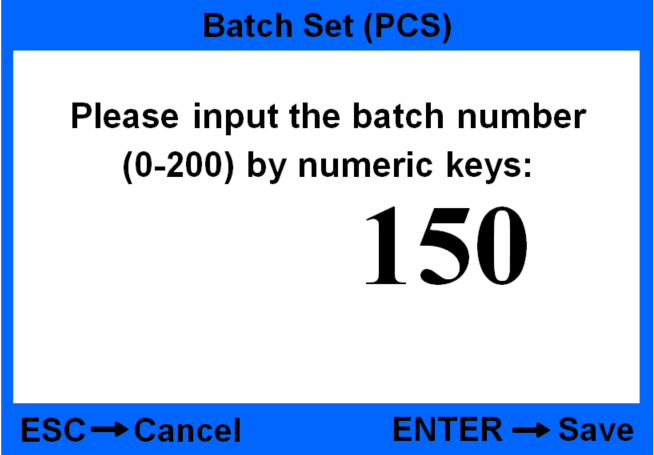 Batch Set (PCS)
Please input the batch number
(0-200) by numeric keys:
150
ESC→Cancel
ENTER → Save